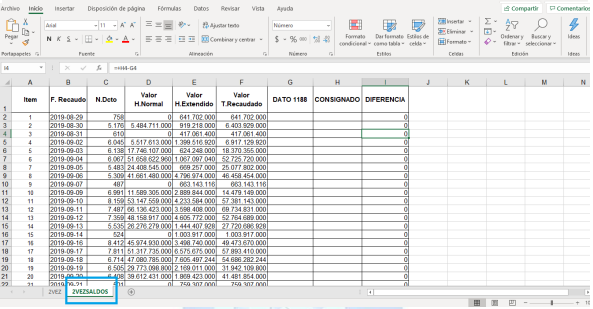 Archivo Inicio Insertar Disposición de página Fórmulas Datos Revisar Vista Ayuda Compartir Comentarios
Arial 11 A A Ajustar texto Número Insertar
Pegar N K S Combinar y centrar $ % 000 Formato condicional Dar formato como tabla Estilos de celda Eliminar Formato Ordenar y filtrar Buscar y seleccionar Ideas
Portapapeles Fuente Alineación Número Estilos Celdas Edición Ideas
I4 fx =+H4-G4
A B C D E F G H I J K L M N
1 Item F. Recaudo N.Dcto Valor H.Normal Valor H.Extendido Valor T.Recaudado DATO 1188 CONSIGNADO DIFERENCIA
2 1 2019-08-29 758 0 641.702.000 641.702.000 0
3 2 2019-08-30 5.176 5.484.711.000 919.218.000 6.403.929.000 0
4 3 2019-08-31 610 0 417.061.400 417.061.400 0
5 4 2019-09-02 6.045 5.517.613.000 1.399.516.920 6.917.129.920 0
6 5 2019-09-03 6.138 17.746.107.000 624.248.000 18.370.355.000 0
7 6 2019-09-04 6.067 51.658.622.960 1.067.097.040 52.725.720.000 0
8 7 2019-09-05 5.483 24.408.545.000 669.257.000 25.077.802.000 0
9 8 2019-09-06 5.309 41.661.480.000 4.796.974.000 46.458.454.000 0
10 9 2019-09-07 487 0 663.143.116 663.143.116 0
11 10 2019-09-09 6.991 11.589.305.000 2.889.844.000 14.479.149.000 0
12 11 2019-09-10 8.159 53.147.559.000 4.233.584.000 57.381.143.000 0
13 11 2019-09-11 7.487 66.136.423.000 3.598.408.000 69.734.831.000 0
14 13 2019-09-12 7.359 48.158.917.000 4.605.772.000 52.764.689.000 0
15 14 2019-09-13 5.535 26.276.279.000 1.444.407.928 27.720.686.928 0
16 15 2019-09-14 524 0 1.003.917.000 1.003.917.000 0
17 16 2019-09-16 8.412 45.974.930.000 3.498.740.000 49.473.670.000 0
18 17 2019-09-17 7.811 51.317.735.000 6.575.675.000 57.893.410.000 0
19 18 2019-09-18 6.714 47.080.785.000 7.605.497.244 54.686.282.244 0
20 19 2019-09-19 6.505 29.773.098.800 2.169.011.000 31.942.109.800 0
21 20 2019-09-20 6.408 39.612.431.000 1.869.423.000 41.481.854.000 0
22 21 2019-09-21 0 759.307.000 759.307.000 0
2VEZ 2VEZSALDOS